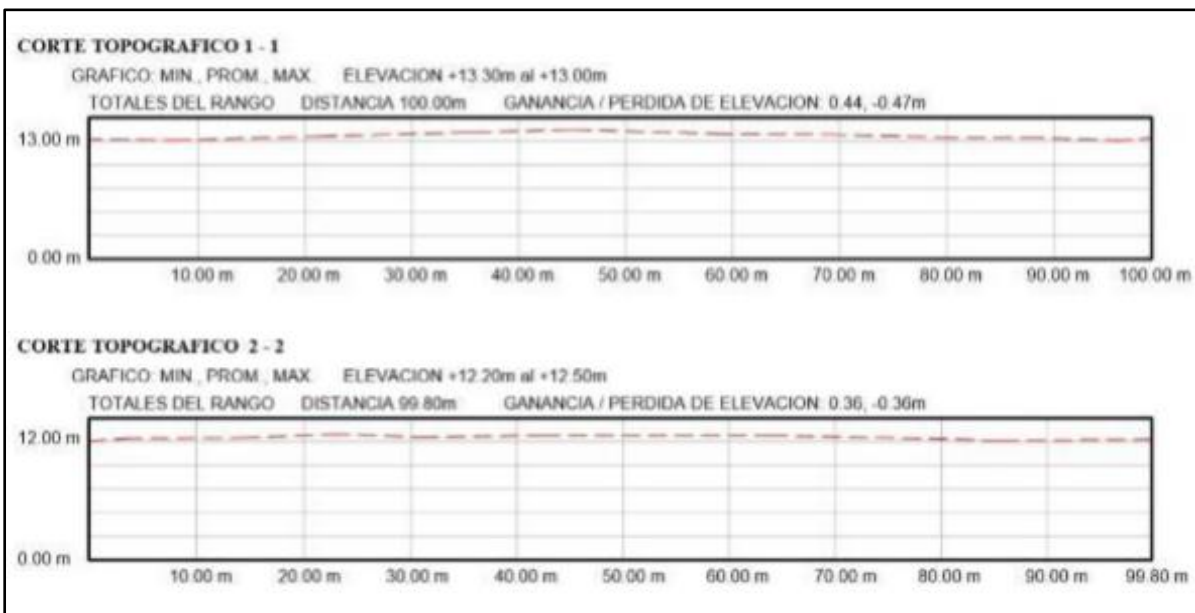 CORTE TOPOGRAFICO 1 - 1
GRAFICO: MIN., PROM., MAX. ELEVACION +13.30m al +13.00m
TOTALES DEL RANGO DISTANCIA 100.00m GANANCIA / PERDIDA DE ELEVACION: 0.44, -0.47m
13.00 m
0.00 m
10.00 m 20.00 m 30.00 m 40.00 m 50.00 m 60.00 m 70.00 m 80.00 m 90.00 m 100.00 m
CORTE TOPOGRAFICO 2 - 2
GRAFICO: MIN., PROM., MAX. ELEVACION +12.20m al +12.50m
TOTALES DEL RANGO DISTANCIA 99.80m GANANCIA / PERDIDA DE ELEVACION: 0.36, -0.36m
12.00 m
0.00 m
10.00 m 20.00 m 30.00 m 40.00 m 50.00 m 60.00 m 70.00 m 80.00 m 90.00 m 99.80 m